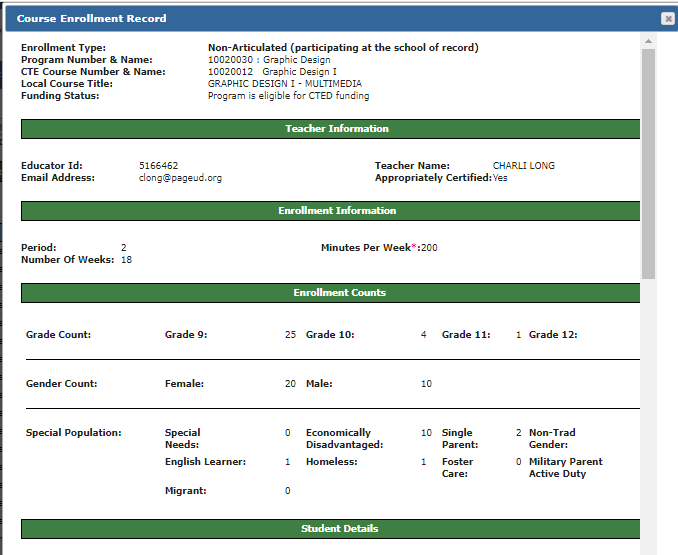 Course Enrollment Record
Enrollment Type: Non-Articulated (participating at the school of record)
Program Number & Name: 10020030 : Graphic Design
CTE Course Number & Name: 10020012 Graphic Design I
Local Course Title: GRAPHIC DESIGN I - MULTIMEDIA
Funding Status: Program is eligible for CTED funding
Teacher Information
Educator Id: 5166462 Teacher Name: CHARLI LONG
Email Address: clong@pageud.org Appropriately Certified: Yes
Enrollment Information
Period: 2 Minutes Per Week*: 200
Number Of Weeks: 18
Enrollment Counts
Grade Count: Grade 9: 25 Grade 10: 4 Grade 11: 1 Grade 12:
Gender Count: Female: 20 Male: 10
Special Population: Special 0 Economically 10 Single 2 Non-Trad
Needs: Disadvantaged: Parent: Gender:
English Learner: 1 Homeless: 1 Foster 0 Military Parent
Care: Active Duty
Migrant: 0
Student Details